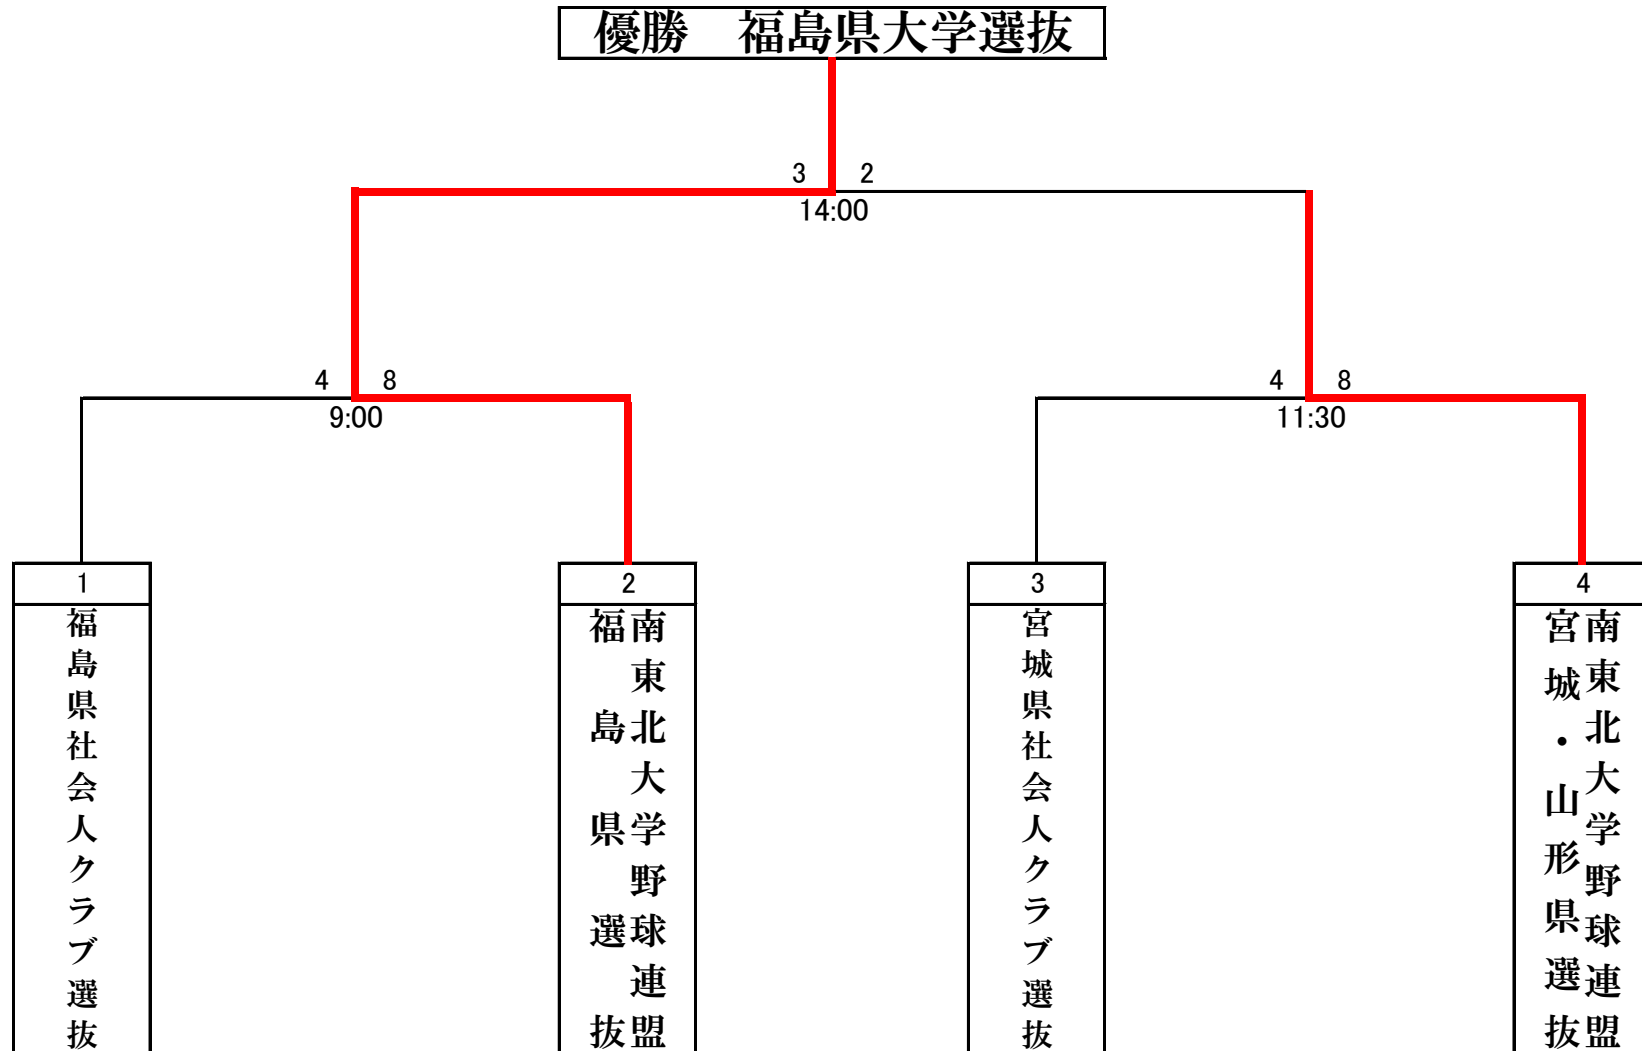 優勝　福島県大学選抜
3 2
14:00
4 8
9:00
4 8
11:30
1
福島県社会人クラブ選抜
2
南東北大学野球連盟
福島県選抜
3
宮城県社会人クラブ選抜
4
南東北大学野球連盟
宮城・山形県選抜